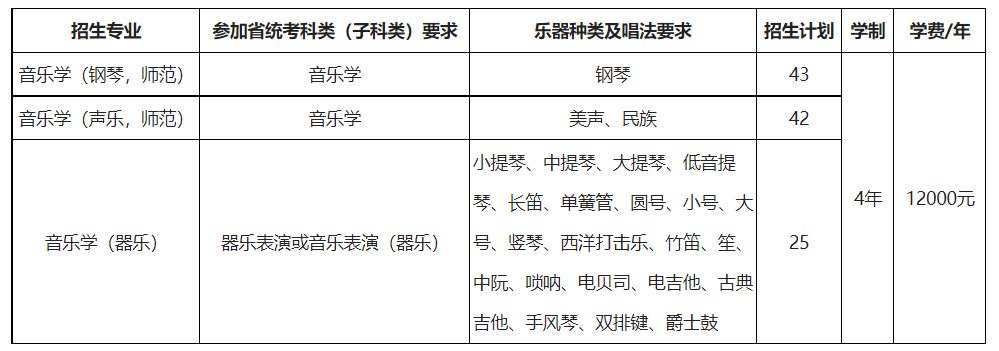 招生专业 参加省统考科类（子科类）要求 乐器种类及唱法要求 招生计划 学制 学费/年
音乐学（钢琴，师范） 音乐学 钢琴 43
音乐学（声乐，师范） 音乐学 美声、民族 42
音乐学（器乐） 器乐表演或音乐表演（器乐）
小提琴、中提琴、大提琴、低音提
琴、长笛、单簧管、圆号、小号、大
号、竖琴、西洋打击乐、竹笛、笙、
中阮、唢呐、电贝司、电吉他、古典
吉他、手风琴、双排键、爵士鼓
25
4年 12000元